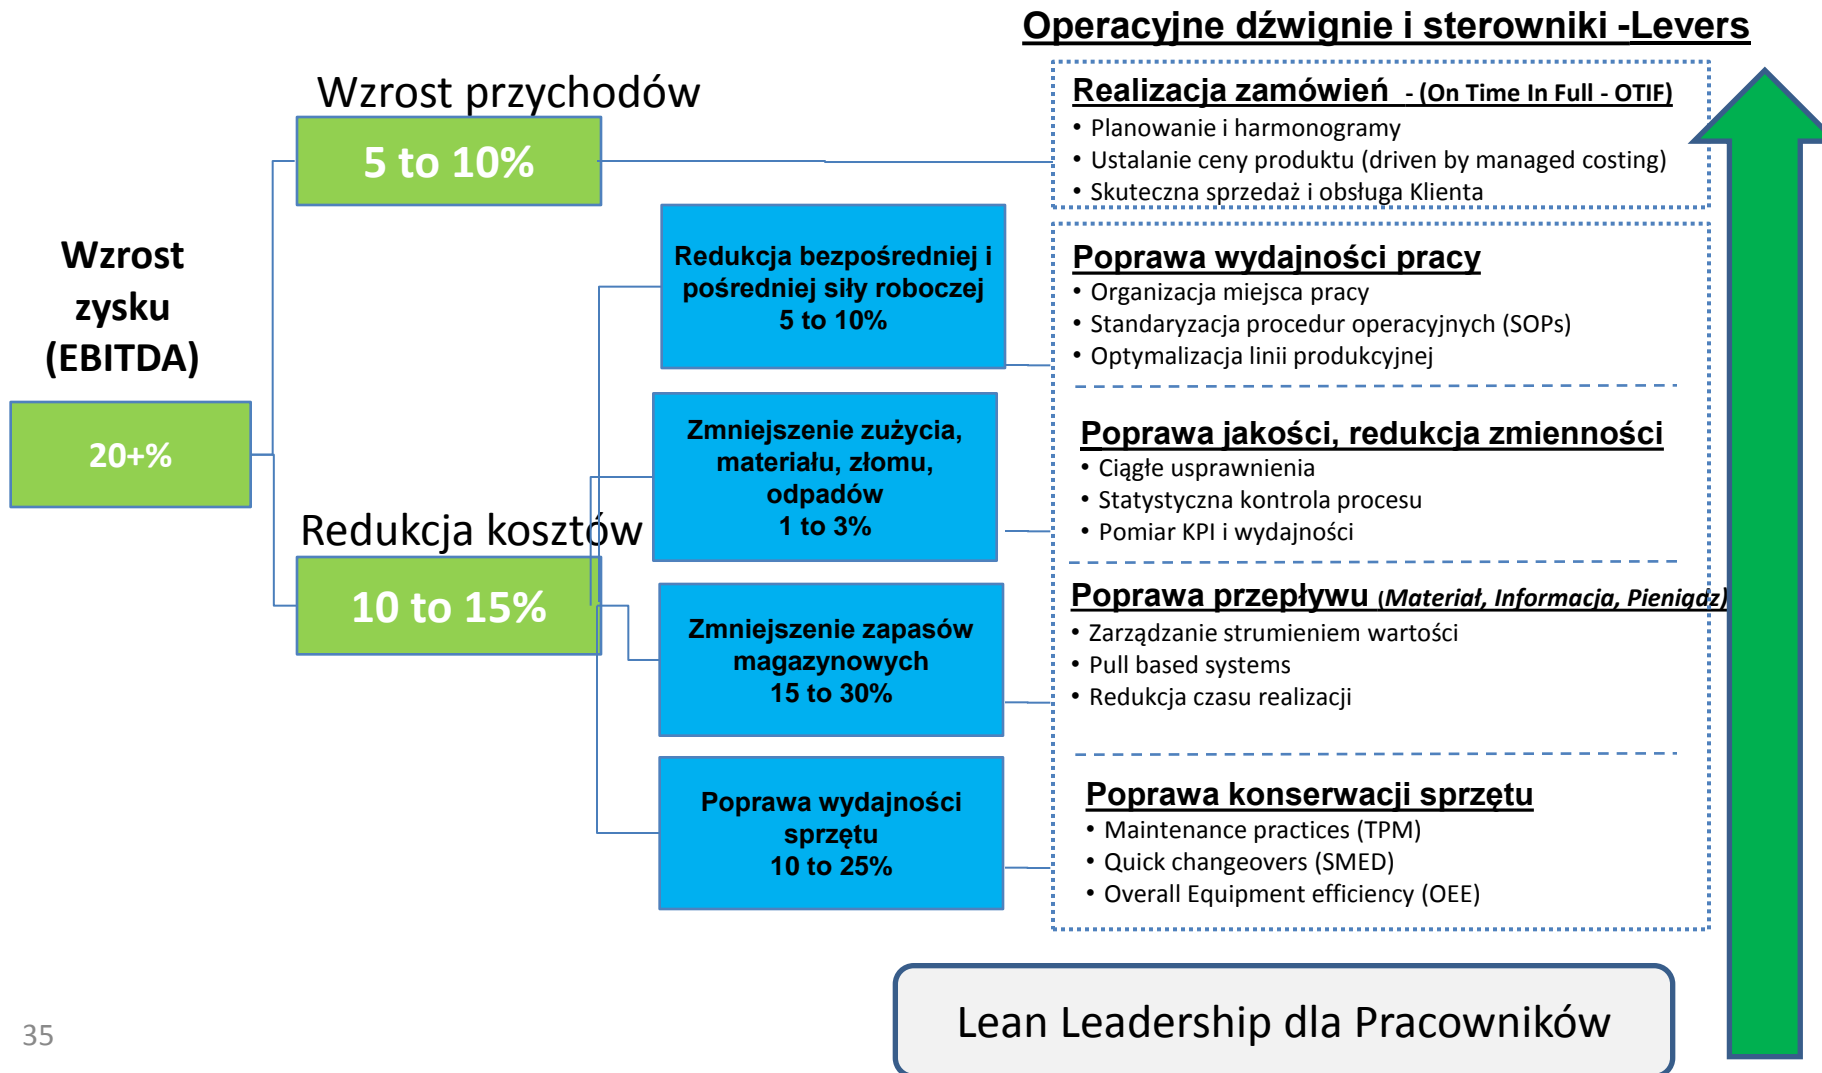 Operacyjne dźwignie i sterowniki -Levers
Wzrost przychodów
5 to 10%
Realizacja zamówień - (On Time In Full - OTIF)
• Planowanie i harmonogramy
• Ustalanie ceny produktu (driven by managed costing)
• Skuteczna sprzedaż i obsługa Klienta
Wzrost
zysku
(EBITDA)
20+%
Redukcja kosztów
10 to 15%
Redukcja bezpośredniej i
pośredniej siły roboczej
5 to 10%
Poprawa wydajności pracy
• Organizacja miejsca pracy
• Standaryzacja procedur operacyjnych (SOPs)
• Optymalizacja linii produkcyjnej
Zmniejszenie zużycia,
materiału, złomu,
odpadów
1 to 3%
Poprawa jakości, redukcja zmienności
• Ciągłe usprawnienia
• Statystyczna kontrola procesu
• Pomiar KPI i wydajności
Zmniejszenie zapasów
magazynowych
15 to 30%
Poprawa przepływu (Materiał, Informacja, Pieniądz)
• Zarządzanie strumieniem wartości
• Pull based systems
• Redukcja czasu realizacji
Poprawa wydajności
sprzętu
10 to 25%
Poprawa konserwacji sprzętu
• Maintenance practices (TPM)
• Quick changeovers (SMED)
• Overall Equipment efficiency (OEE)
Lean Leadership dla Pracowników
35